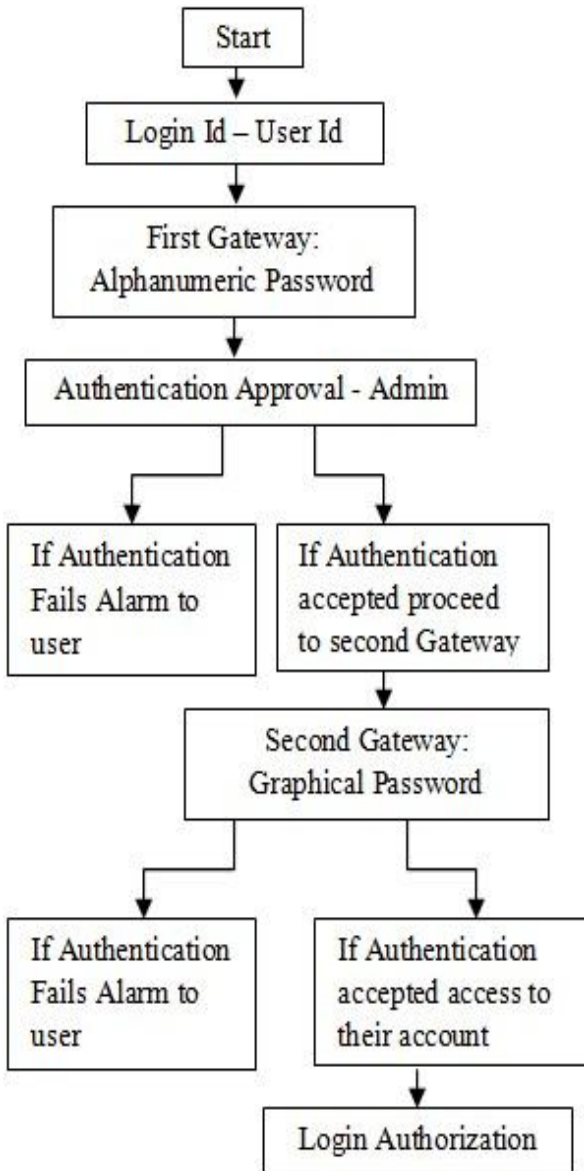 Start
Login Id – User Id
First Gateway:
Alphanumeric Password
Authentication Approval - Admin
If Authentication
Fails Alarm to
user
If Authentication
accepted proceed
to second Gateway
Second Gateway:
Graphical Password
If Authentication
Fails Alarm to
user
If Authentication
accepted access to
their account
Login Authorization